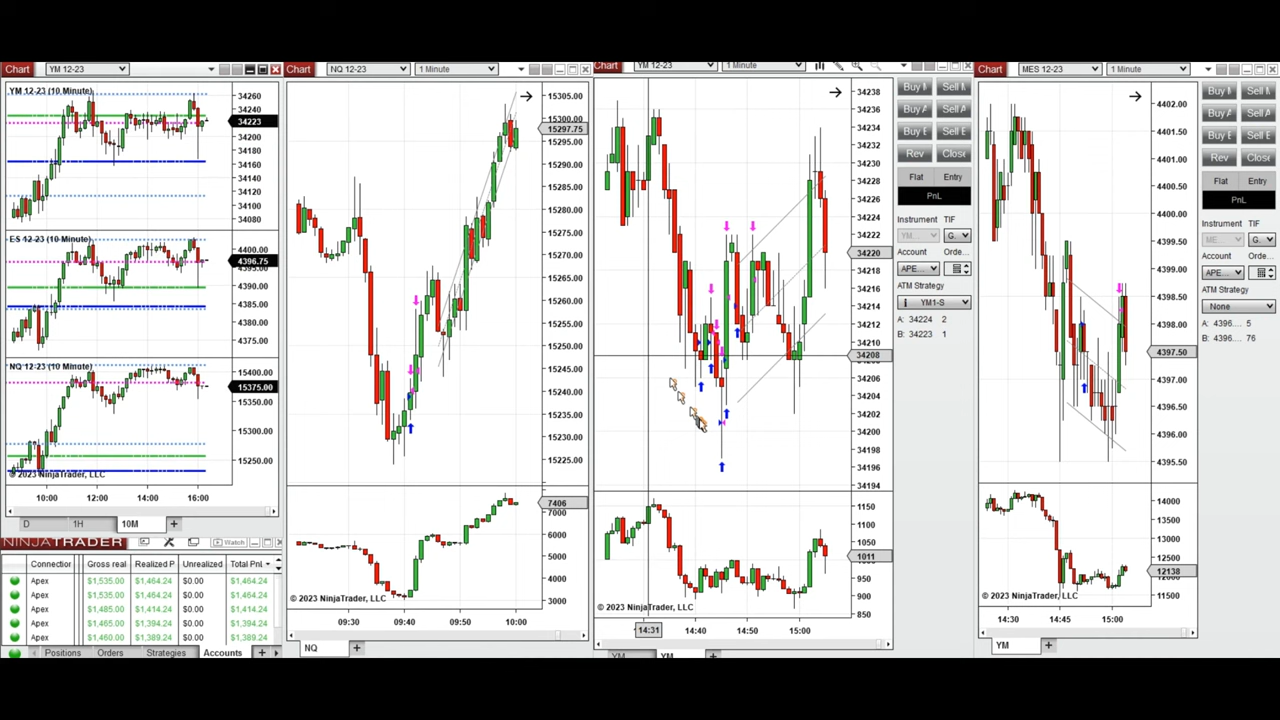 Chart YM 12-23
YM 12-23 (10 Minute)
34260
34240
34223
34200
34180
34160
34140
34120
34100
34080
ES 12-23 (10 Minute)
4400.00
4396.75
4395.00
4390.00
4385.00
4380.00
4375.00
NQ 12-23 (10 Minute)
15400.00
15375.00
15250.00
© 2023 NinjaTrader, LLC
10:00 12:00 14:00 16:00
D 1H 10M +
NINJATRADER Watch
Connection Gross real Realized P Unrealized Total PnL
Apex $1,535.00 $1,464.24 $0.00 $1,464.24
Apex $1,535.00 $1,464.24 $0.00 $1,464.24
Apex $1,485.00 $1,414.24 $0.00 $1,414.24
Apex $1,465.00 $1,394.24 $0.00 $1,394.24
Apex $1,460.00 $1,389.24 $0.00 $1,389.24
Positions Orders Strategies Accounts +
Chart NQ 12-23 1 Minute
15305.00
15300.00
15297.75
15295.00
15290.00
15285.00
15280.00
15275.00
15270.00
15265.00
15260.00
15255.00
15250.00
15245.00
15240.00
15235.00
15230.00
15225.00
7406
7000
6000
5000
4000
3000
© 2023 NinjaTrader, LLC
09:30 09:40 09:50 10:00
NQ +
Chart YM 12-23 1 Minute
34238
34236
34234
34232
34230
34228
34226
34224
34222
34220
34218
34216
34214
34212
34210
34208
34206
34204
34202
34200
34198
34196
34194
1150
1100
1050
1011
950
900
850
© 2023 NinjaTrader, LLC
14:31 14:40 14:50 15:00
YM YM +
Buy M Sell M
Buy A Sell A
Buy E Sell E
Rev Close
Flat Entry
PnL
Instrument TIF
YM... G.
Account Orde...
APE...
ATM Strategy
YM1-S
A: 34224 2
B: 34223 1
Chart MES 12-23 1 Minute
4402.00
4401.50
4401.00
4400.50
4400.00
4399.50
4399.00
4398.50
4398.00
4397.50
4397.00
4396.50
4396.00
4395.50
14000
13500
13000
12500
12138
11500
© 2023 NinjaTrader, LLC
14:30 14:45 15:00
YM +
Buy M Sell M
Buy A Sell A
Buy E Sell E
Rev Close
Flat Entry
PnL
Instrument TIF
ME... G..
Account Orde...
APE...
ATM Strategy
None
A: 4396.... 5
B: 4396.... 76